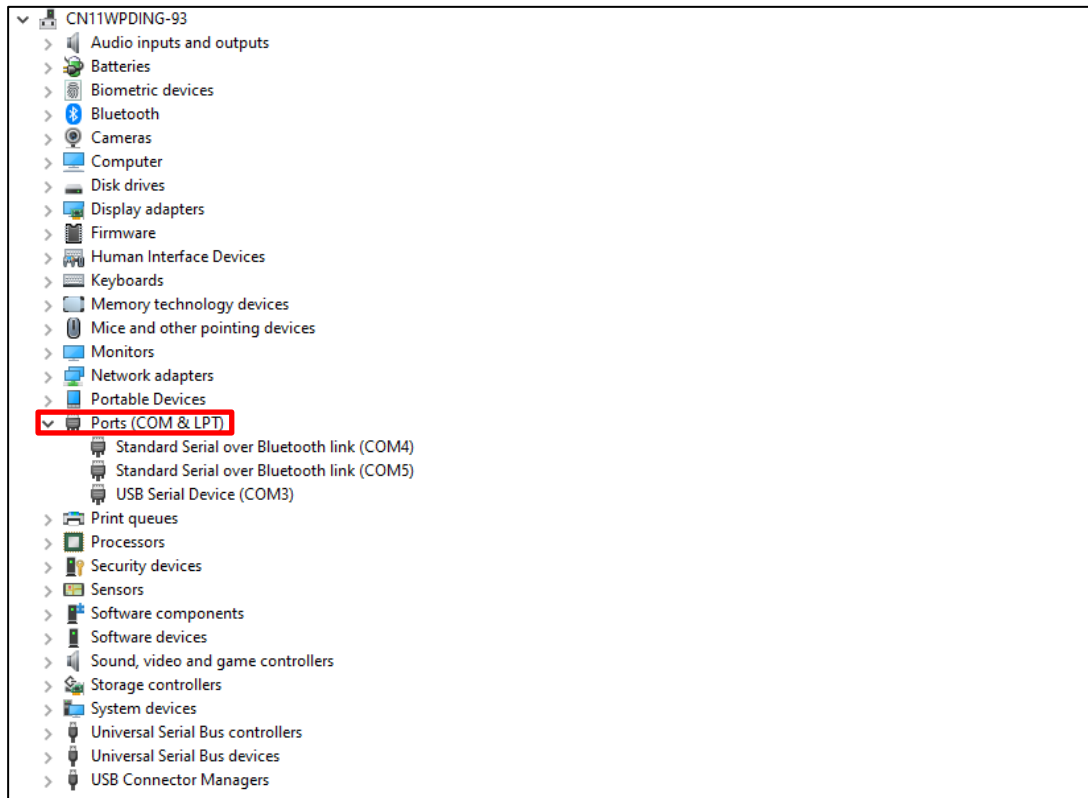 CN11WPDING-93
Audio inputs and outputs
Batteries
Biometric devices
Bluetooth
Cameras
Computer
Disk drives
Display adapters
Firmware
Human Interface Devices
Keyboards
Memory technology devices
Mice and other pointing devices
Monitors
Network adapters
Portable Devices
Ports (COM & LPT)
Standard Serial over Bluetooth link (COM4)
Standard Serial over Bluetooth link (COM5)
USB Serial Device (COM3)
Print queues
Processors
Security devices
Sensors
Software components
Software devices
Sound, video and game controllers
Storage controllers
System devices
Universal Serial Bus controllers
Universal Serial Bus devices
USB Connector Managers